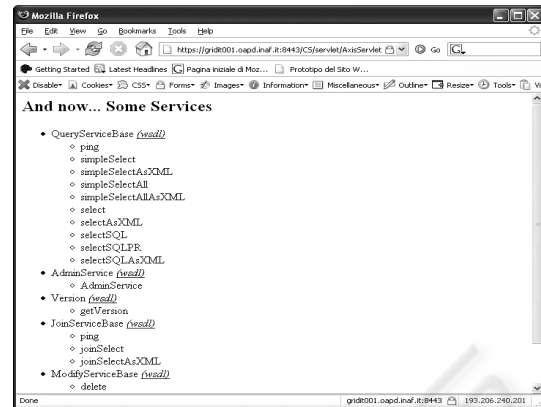 Mozilla Firefox
File Edit View Go Bookmarks Tools Help
https://gridit001.oapd.inaf.it:8443/CS/servlet/AxisServlet Go
Getting Started Latest Headlines Pagina iniziale di Moz... Prototipo del Sito W...
Disable Cookies CSS Forms Images Information Miscellaneous Outline Resize Tools
And now... Some Services
QueryServiceBase (wsdl)
ping
simpleSelect
simpleSelectAsXML
simpleSelectAll
simpleSelectAllAsXML
select
selectAsXML
selectSQL
selectSQLPR
selectSQLAsXML
AdminService (wsdl)
AdminService
Version (wsdl)
getVersion
JoinServiceBase (wsdl)
ping
joinSelect
joinSelectAsXML
ModifyServiceBase (wsdl)
delete
Done gridit001.oapd.inaf.it:8443 193.206.240.201